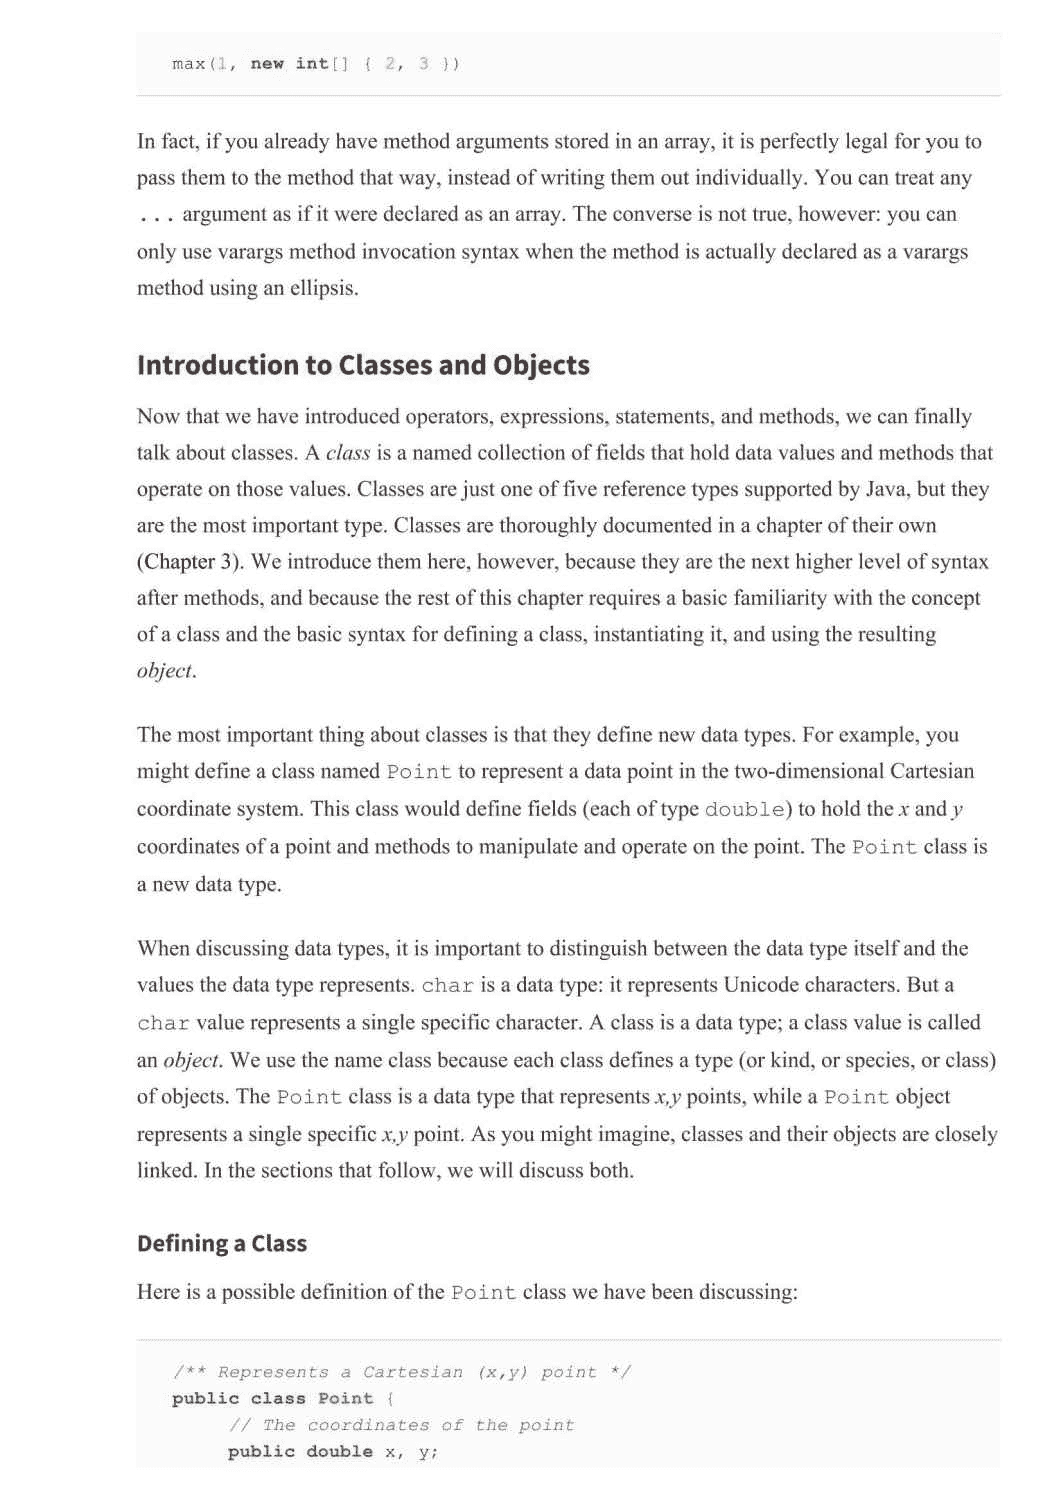 max(1, new int[] { 2, 3 })
In fact, if you already have method arguments stored in an array, it is perfectly legal for you to
pass them to the method that way, instead of writing them out individually. You can treat any
... argument as if it were declared as an array. The converse is not true, however: you can
only use varargs method invocation syntax when the method is actually declared as a varargs
method using an ellipsis.
Introduction to Classes and Objects
Now that we have introduced operators, expressions, statements, and methods, we can finally
talk about classes. A class is a named collection of fields that hold data values and methods that
operate on those values. Classes are just one of five reference types supported by Java, but they
are the most important type. Classes are thoroughly documented in a chapter of their own
(Chapter 3). We introduce them here, however, because they are the next higher level of syntax
after methods, and because the rest of this chapter requires a basic familiarity with the concept
of a class and the basic syntax for defining a class, instantiating it, and using the resulting
object.
The most important thing about classes is that they define new data types. For example, you
might define a class named Point to represent a data point in the two-dimensional Cartesian
coordinate system. This class would define fields (each of type double) to hold the x and y
coordinates of a point and methods to manipulate and operate on the point. The Point class is
a new data type.
When discussing data types, it is important to distinguish between the data type itself and the
values the data type represents. char is a data type: it represents Unicode characters. But a
char value represents a single specific character. A class is a data type; a class value is called
an object. We use the name class because each class defines a type (or kind, or species, or class)
of objects. The Point class is a data type that represents x,y points, while a Point object
represents a single specific x,y point. As you might imagine, classes and their objects are closely
linked. In the sections that follow, we will discuss both.
Defining a Class
Here is a possible definition of the Point class we have been discussing:
/** Represents a Cartesian (x,y) point */
public class Point {
// The coordinates of the point
public double x, y;